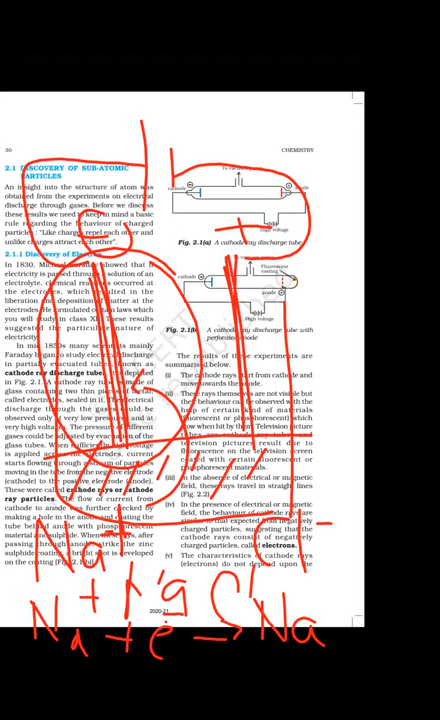 30
CHEMISTRY
2.1 DISCOVERY OF SUB-ATOMIC
PARTICLES
An insight into the structure of atom was
obtained from the experiments on electrical
discharge through gases. Before we discuss
these results we need to keep in mind a basic
rule regarding the behaviour of charged
particles : "Like charges repel each other and
unlike charges attract each other".
2.1.1 Discovery of Electron
In 1830, Michael Faraday showed that if
electricity is passed through a solution of an
electrolyte, chemical reactions occurred at
the electrodes, which resulted in the
liberation and deposition of matter at the
electrodes. He formulated certain laws which
you will study in class XII. These results
suggested the particulate nature of
electricity.
In mid 1850s many scientists mainly
Faraday began to study electrical discharge
in partially evacuated tubes, known as
cathode ray discharge tubes. It is depicted
in Fig. 2.1. A cathode ray tube is made of
glass containing two thin pieces of metal,
called electrodes, sealed in it. The electrical
discharge through the gases could be
observed only at very low pressures and at
very high voltages. The pressure of different
gases could be adjusted by evacuation of the
glass tubes. When sufficiently high voltage
is applied across the electrodes, current
starts flowing through a stream of particles
moving in the tube from the negative electrode
(cathode) to the positive electrode (anode).
These were called cathode rays or cathode
ray particles. The flow of current from
cathode to anode was further checked by
making a hole in the anode and coating the
tube behind anode with phosphorescent
material zinc sulphide. When these rays, after
passing through anode, strike the zinc
sulphide coating, a bright spot is developed
on the coating
cathode
anode
High voltage
Fig. 2.1(a) A cathode ray discharge tube
Fluorescent
coating
cathode
anode
High voltage
Fig. 2.1(b) A cathode ray discharge tube with
perforated anode
The results of these experiments are
summarised below.
(i) The cathode rays start from cathode and
move towards the anode.
(ii) These rays themselves are not visible but
their behaviour can be observed with the
help of certain kind of materials
(fluorescent or phosphorescent) which
glow when hit by them. Television picture
tubes are cathode ray tubes and
television pictures result due to
fluorescence on the television screen
coated with certain fluorescent or
phosphorescent materials.
(iii) In the absence of electrical or magnetic
field, these rays travel in straight lines
(Fig. 2.2).
(iv) In the presence of electrical or magnetic
field, the behaviour of cathode rays are
similar to that expected from negatively
charged particles, suggesting that the
cathode rays consist of negatively
charged particles, called electrons.
(v) The characteristics of cathode rays
(electrons) do not depend upon the
2020-21
Na + e → Na